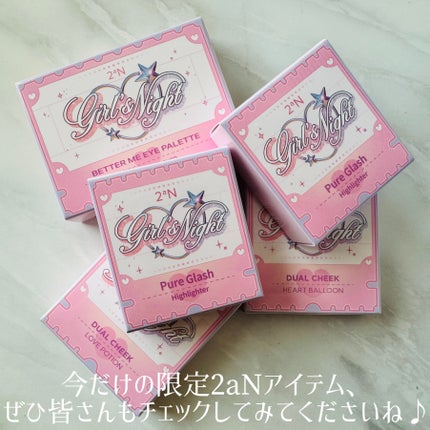 2aN
Girl's Night
BETTER ME EYE PALETTE
2aN
Girl's Night
Pure Glash
Highlighter
2aN
Girl's Night
Pure Glash
Highlighter
Girl's Night
DUAL CHEEK
HEART BALLOON
DUAL CHEEK
LOVE POTION
今だけの限定2aNアイテム、
ぜひ皆さんもチェックしてみてくださいね♪